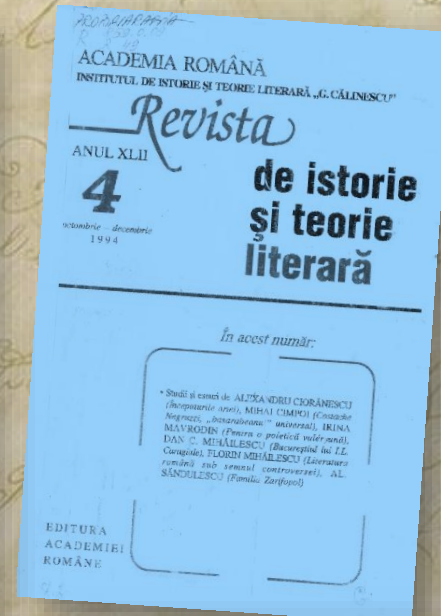 ACADEMIA ROMÂNĂ
INSTITUTUL DE ISTORIE ȘI TEORIE LITERARĂ „G. CĂLINESCU”
Revista
ANUL XLII
de istorie
4
și teorie
octombrie - decembrie
1994
literară
În acest număr:
• Studii și eseuri de ALEXANDRU CIORĂNESCU
(Începuturile unei), MIHAI CIMPOI (Costache
Negruzzi, „basarabeanu” universal), IRINA
MAVRODIN (Pentru o poietică valéryană),
DAN C. MIHĂILESCU (Bucureștiul lui I.L.
Caragiale), FLORIN MIHĂILESCU (Literatura
română sub semnul controversei), AL.
SĂNDULESCU (Familia Zarifopol)
EDITURA
ACADEMIEI
ROMÂNE